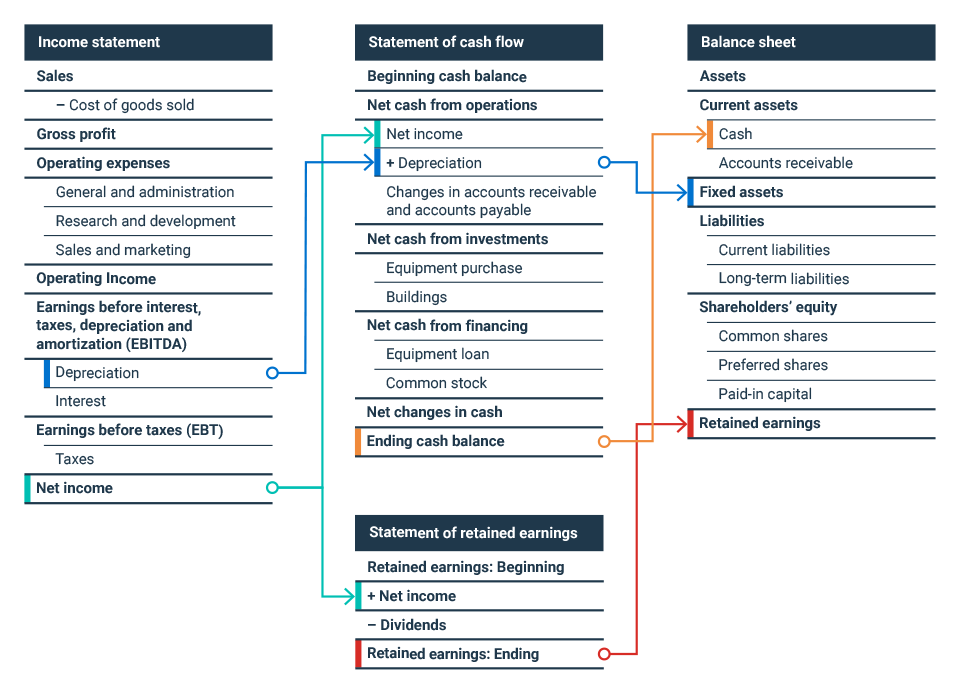 Income statement
Sales
– Cost of goods sold
Gross profit
Operating expenses
General and administration
Research and development
Sales and marketing
Operating Income
Earnings before interest,
taxes, depreciation and
amortization (EBITDA)
Depreciation
Interest
Earnings before taxes (EBT)
Taxes
Net income
Statement of cash flow
Beginning cash balance
Net cash from operations
Net income
+ Depreciation
Changes in accounts receivable
and accounts payable
Net cash from investments
Equipment purchase
Buildings
Net cash from financing
Equipment loan
Common stock
Net changes in cash
Ending cash balance
Statement of retained earnings
Retained earnings: Beginning
+ Net income
– Dividends
Retained earnings: Ending
Balance sheet
Assets
Current assets
Cash
Accounts receivable
Fixed assets
Liabilities
Current liabilities
Long-term liabilities
Shareholders’ equity
Common shares
Preferred shares
Paid-in capital
Retained earnings